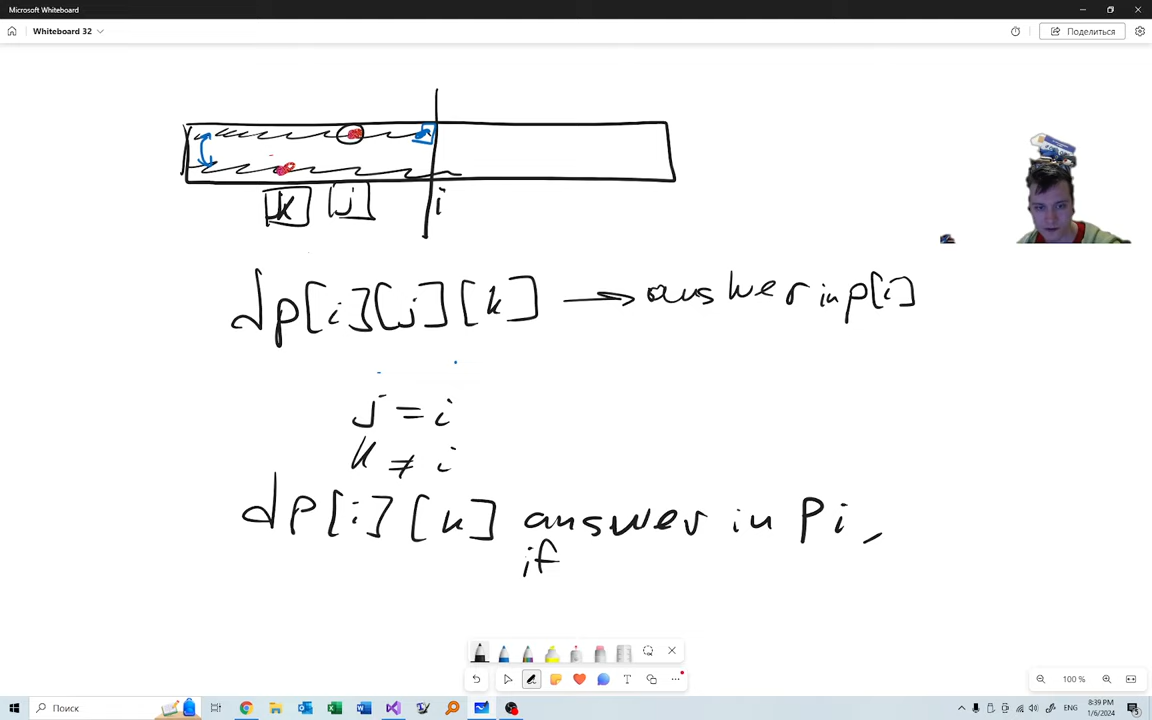 Microsoft Whiteboard
Whiteboard 32
Поделиться
k j i
dp[i][j][k] → answer in p[i]
j = i
k ≠ i
dp[i][k] answer in Pi,
if
100 %
Поиск
ENG
8:39 PM
1/6/2024